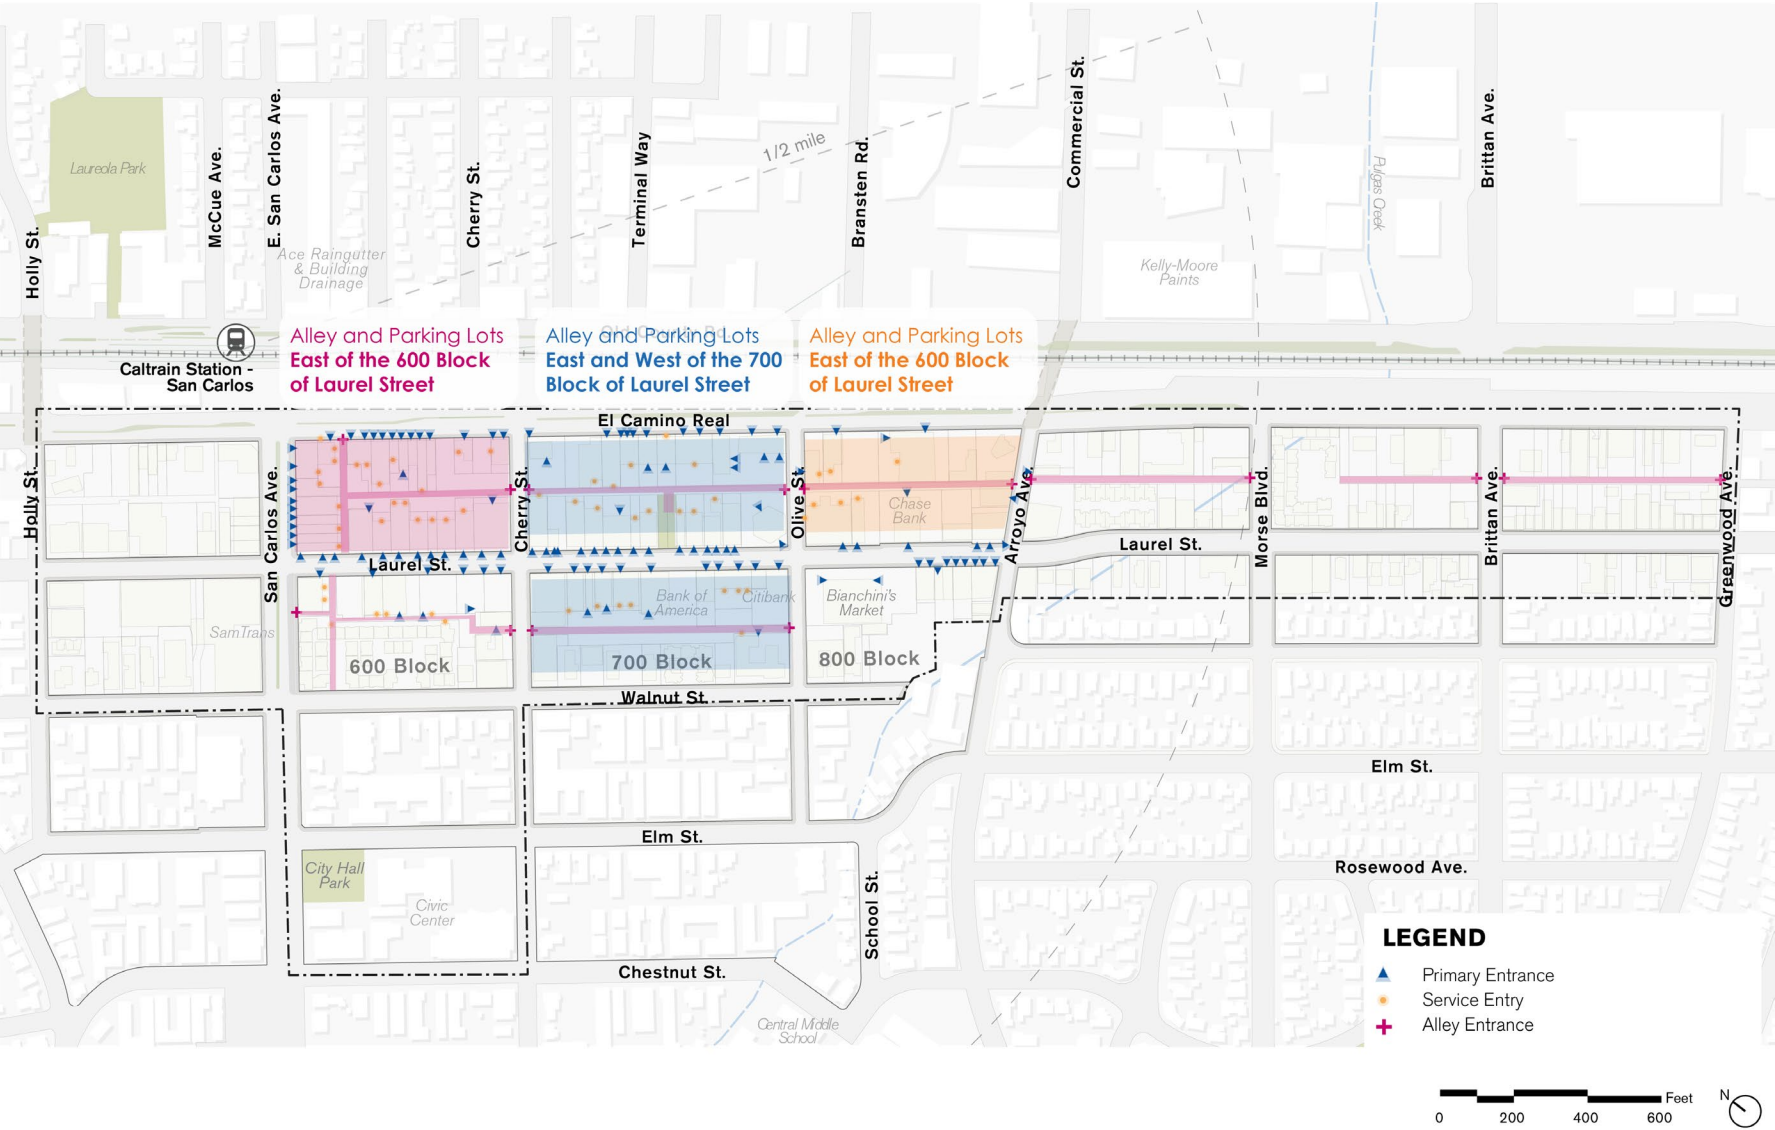 Laureola Park
Holly St.
McCue Ave.
E. San Carlos Ave.
Cherry St.
Terminal Way
1/2 mile
Bransten Rd.
Commercial St.
Pulgas Creek
Brittan Ave.
Ace Raingutter
& Building
Drainage
Kelly-Moore
Paints
Old County Rd.
Caltrain Station -
San Carlos
Alley and Parking Lots
East of the 600 Block
of Laurel Street
Alley and Parking Lots
East and West of the 700
Block of Laurel Street
Alley and Parking Lots
East of the 600 Block
of Laurel Street
El Camino Real
Holly St.
San Carlos Ave.
Cherry St.
Olive St.
Arroyo Ave.
Morse Blvd.
Brittan Ave.
Greenwood Ave.
Chase
Bank
Laurel St.
Laurel St.
SamTrans
Bank of
America
Citibank
Bianchini's
Market
600 Block
700 Block
800 Block
Walnut St.
Elm St.
Elm St.
Rosewood Ave.
City Hall
Park
Civic
Center
School St.
Chestnut St.
Central Middle
School
LEGEND
Primary Entrance
Service Entry
Alley Entrance
Feet
0 200 400 600
N